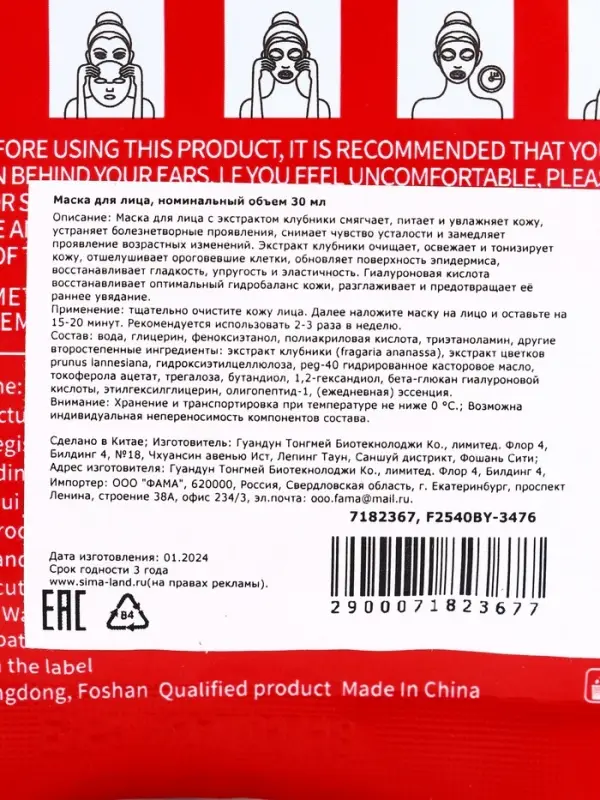 FORE USING THIS PRODUCT, IT IS RECOMMENDED THAT YOU
N BEHIND YOUR EARS. I.F YOU FEEL UNCOMFORTABLE, PLEAS
Маска для лица, номинальный объем 30 мл
Описание: Маска для лица с экстрактом клубники смягчает, питает и увлажняет кожу,
устраняет болезнетворные проявления, снимает чувство усталости и замедляет
проявление возрастных изменений. Экстракт клубники очищает, освежает и тонизирует
кожу, отшелушивает ороговевшие клетки, обновляет поверхность эпидермиса,
восстанавливает гладкость, упругость и эластичность. Гиалуроновая кислота
восстанавливает оптимальный гидробаланс кожи, разглаживает и предотвращает её
раннее увядание.
Применение: тщательно очистите кожу лица. Далее наложите маску на лицо и оставьте на
15-20 минут. Рекомендуется использовать 2-3 раза в неделю.
Состав: вода, глицерин, феноксиэтанол, полиакриловая кислота, триэтаноламин, другие
второстепенные ингредиенты: экстракт клубники (fragaria ananassa), экстракт цветков
prunus lannesiana, гидроксиэтилцеллюлоза, peg-40 гидрированное касторовое масло,
токоферола ацетат, трегалоза, бутандиол, 1,2-гександиол, бета-глюкан гиалуроновой
кислоты, этилгексилглицерин, олигопептид-1, (ежедневная) эссенция.
Внимание: Хранение и транспортировка при температуре не ниже 0 °С.; Возможна
индивидуальная непереносимость компонентов состава.
Сделано в Китае; Изготовитель: Гуандун Тонгмей Биотекнолоджи Ко., лимитед. Флор 4,
Билдинг 4, №18, Чхуансин авеныо Ист, Лепинг Таун, Саншуй дистрикт, Фошань Сити;
Адрес изготовителя: Гуандун Тонгмей Биотекнолоджи Ко., лимитед. Флор 4, Билдинг 4,
Импортер: ООО "ФАМА", 620000, Россия, Свердловская область, г. Екатеринбург, проспект
Ленина, строение 38А, офис 234/3, эл.почта: ooo.fama@mail.ru.
7182367, F2540BY-3476
Дата изготовления: 01.2024
Срок годности 3 года
www.sima-land.ru(на правах рекламы).
EAC
84
2900071823677
n the label
ngdong, Foshan Qualified product Made In China